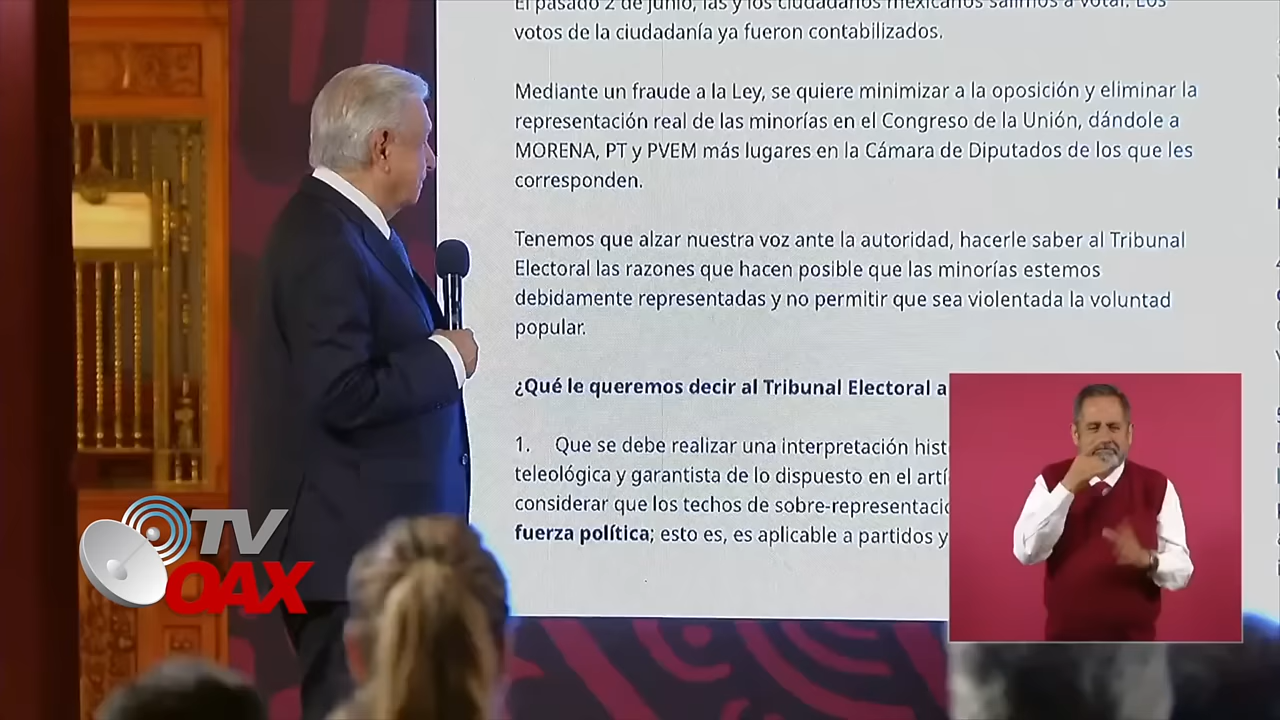 El pasado 2 de junio, las y los ciudadanos mexicanos salimos a votar. Los
votos de la ciudadanía ya fueron contabilizados.
Mediante un fraude a la Ley, se quiere minimizar a la oposición y eliminar la
representación real de las minorías en el Congreso de la Unión, dándole a
MORENA, PT y PVEM más lugares en la Cámara de Diputados de los que les
corresponden.
Tenemos que alzar nuestra voz ante la autoridad, hacerle saber al Tribunal
Electoral las razones que hacen posible que las minorías estemos
debidamente representadas y no permitir que sea violentada la voluntad
popular.
¿Qué le queremos decir al Tribunal Electoral a
1. Que se debe realizar una interpretación hist
teleológica y garantista de lo dispuesto en el artí
considerar que los techos de sobre-representació
fuerza política; esto es, es aplicable a partidos y
TV
OAX